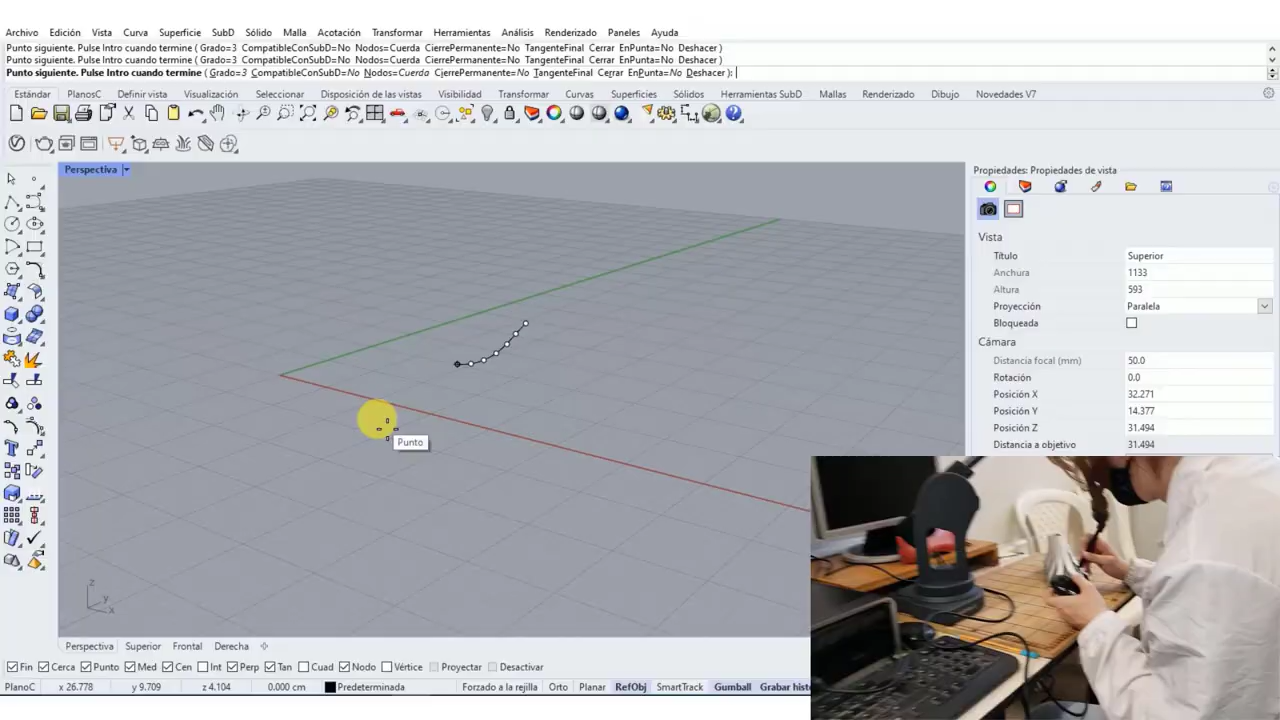 Archivo Edición Vista Curva Superficie SubD Sólido Malla Acotación Transformar Herramientas Análisis Renderizado Paneles Ayuda
Punto siguiente. Pulse Intro cuando termine ( Grado=3 CompatibleConSubD=No Nodos=Cuerda CierrePermanente=No TangenteFinal Cerrar EnPunta=No Deshacer )
Punto siguiente. Pulse Intro cuando termine ( Grado=3 CompatibleConSubD=No Nodos=Cuerda CierrePermanente=No TangenteFinal Cerrar EnPunta=No Deshacer )
Punto siguiente. Pulse Intro cuando termine ( Grado=3 CompatibleConSubD=No Nodos=Cuerda CierrePermanente=No TangenteFinal Cerrar EnPunta=No Deshacer ):
Estándar PlanosC Definir vista Visualización Seleccionar Disposición de las vistas Visibilidad Transformar Curvas Superficies Sólidos Herramientas SubD Mallas Renderizado Dibujo Novedades V7
Perspectiva
Propiedades: Propiedades de vista
Vista
Título Superior
Anchura 1133
Altura 593
Proyección Paralela
Bloqueada
Cámara
Distancia focal (mm) 50.0
Rotación 0.0
Posición X 32.271
Posición Y 14.377
Posición Z 31.494
Distancia a objetivo 31.494
Punto
z
y
x
Perspectiva Superior Frontal Derecha
Fin Cerca Punto Med Cen Int Perp Tan Cuad Nodo Vértice Proyectar Desactivar
PlanoC x 26.778 y 9.709 z 4.104 0.000 cm Predeterminada Forzado a la rejilla Orto Planar RefObj SmartTrack Gumball Grabar histo